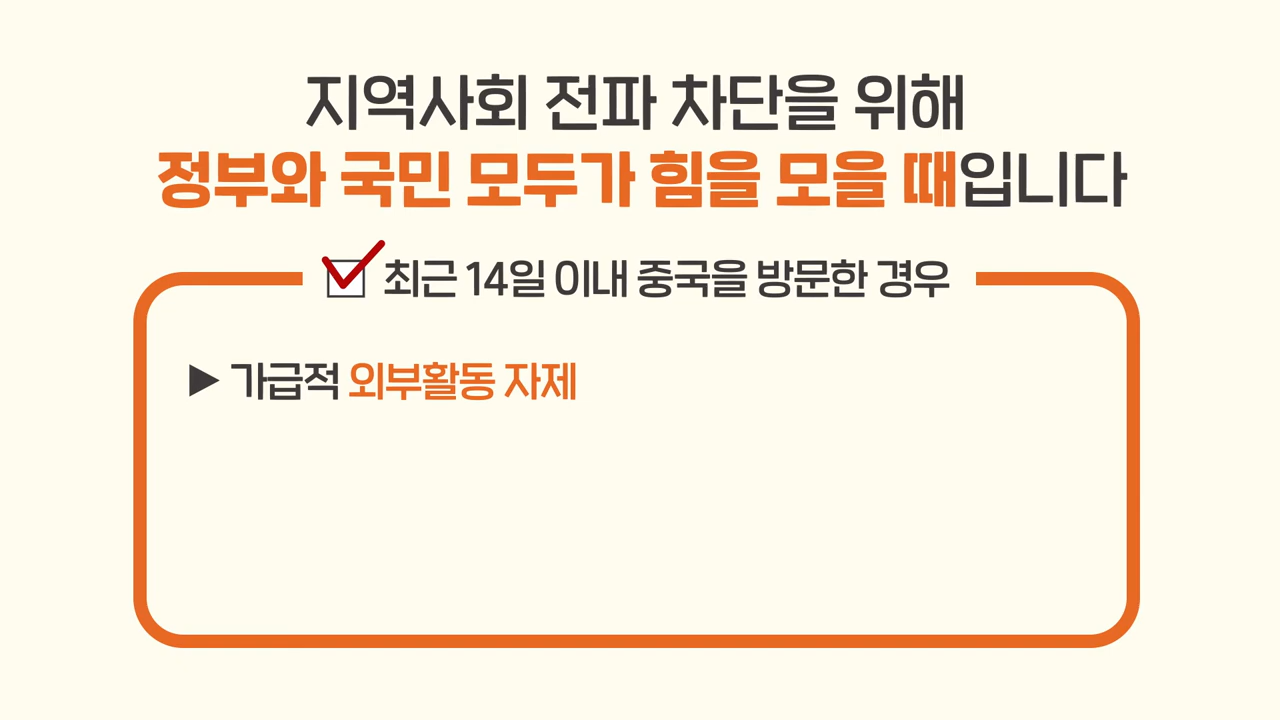 지역사회 전파 차단을 위해
정부와 국민 모두가 힘을 모을 때입니다
최근 14일 이내 중국을 방문한 경우
▶ 가급적 외부활동 자제